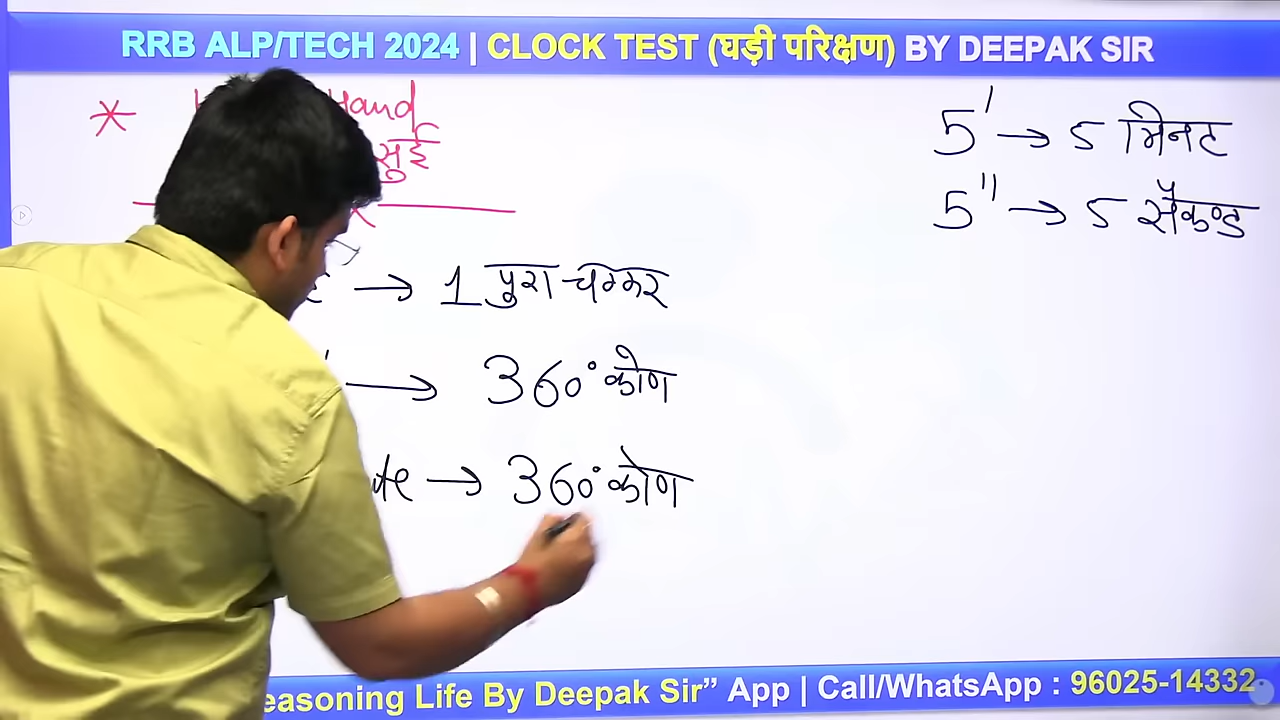 RRB ALP/TECH 2024 | CLOCK TEST (घड़ी परिक्षण) BY DEEPAK SIR
Hand
सुई
→ 1 पुरा चक्कर
→ 360° कोण
→ 360° कोण
5' → 5 मिनट
5" → 5 सैकण्ड
Life By Deepak Sir” App | Call/WhatsApp : 96025-14332